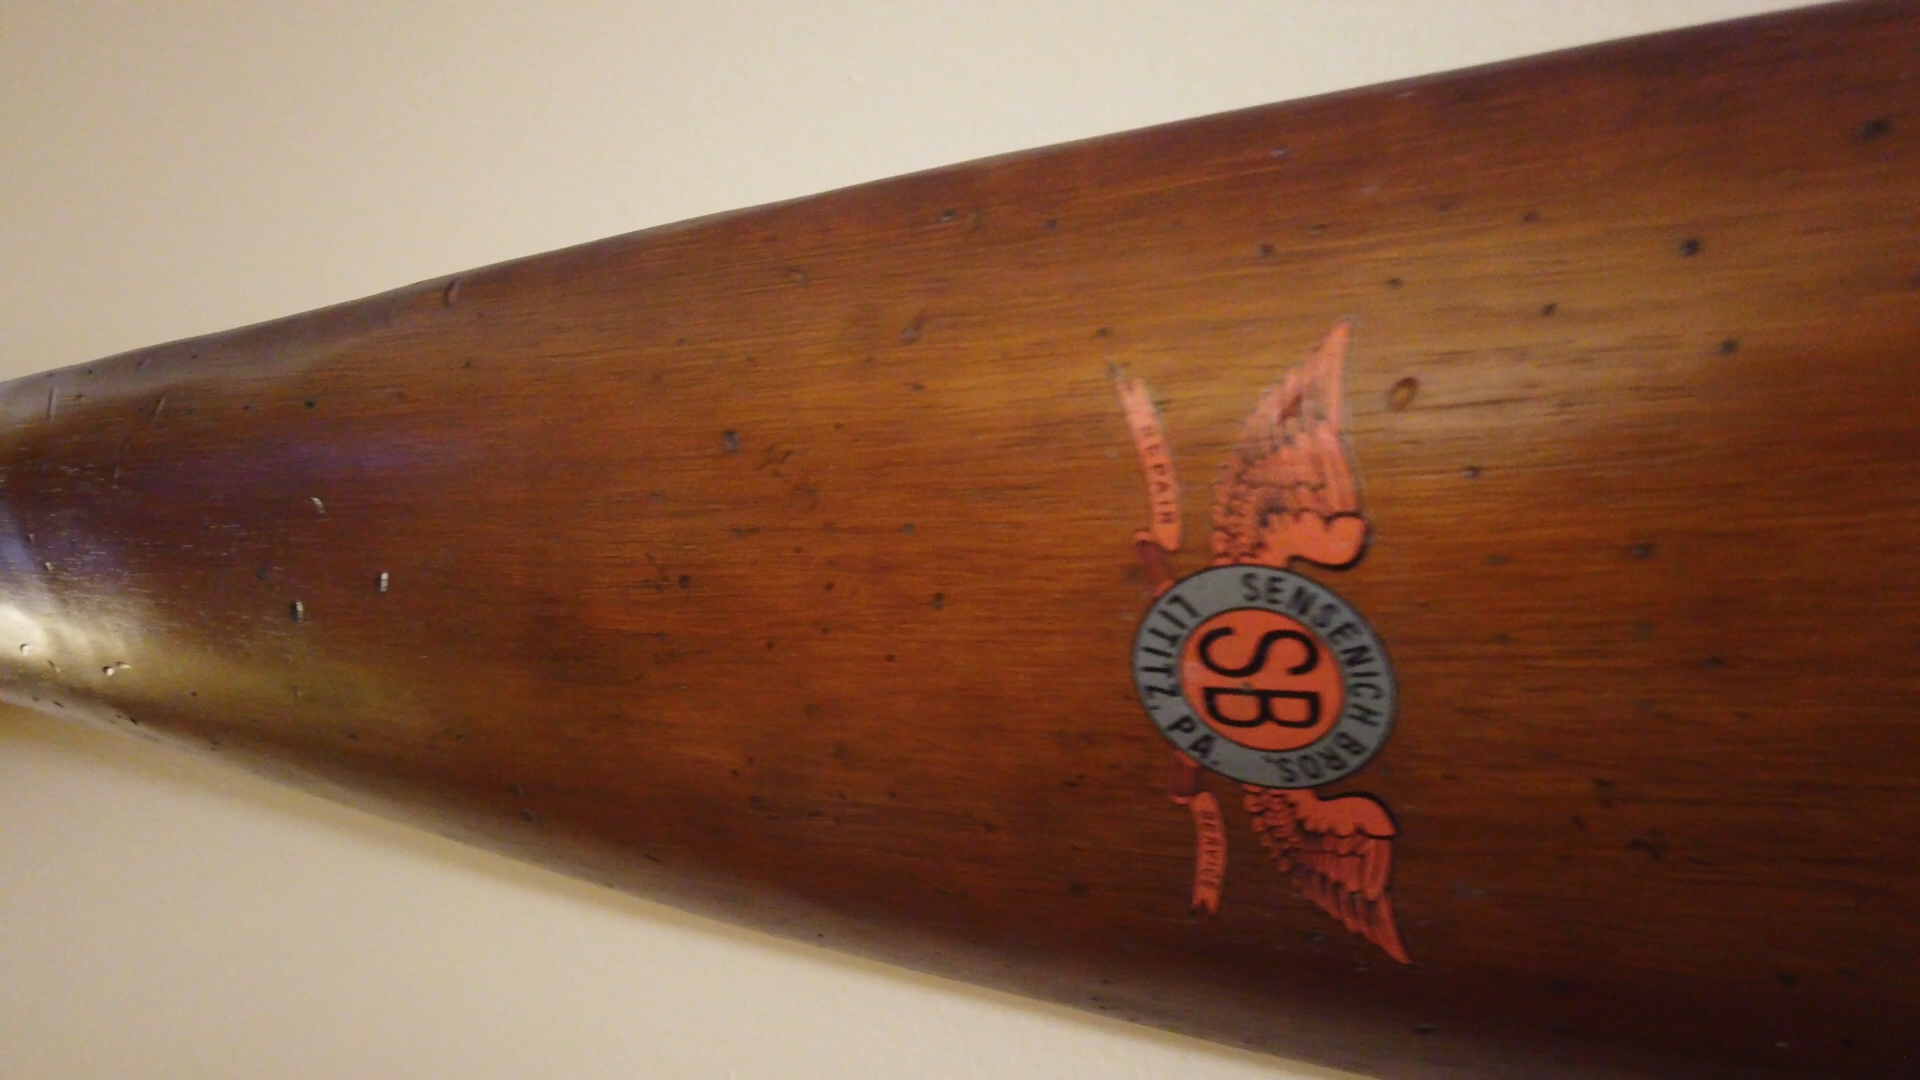 SENSENICH BROS.
SB
LITITZ, PA.
REPAIR
SERVICE